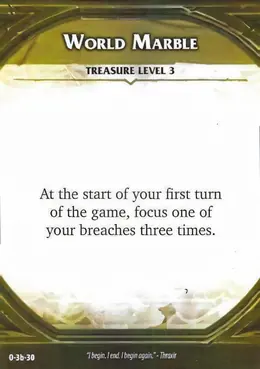 World Marble
TREASURE LEVEL 3
At the start of your first turn
of the game, focus one of
your breaches three times.
0-3b-30
"I begin. I end. I begin again." - Thraxir